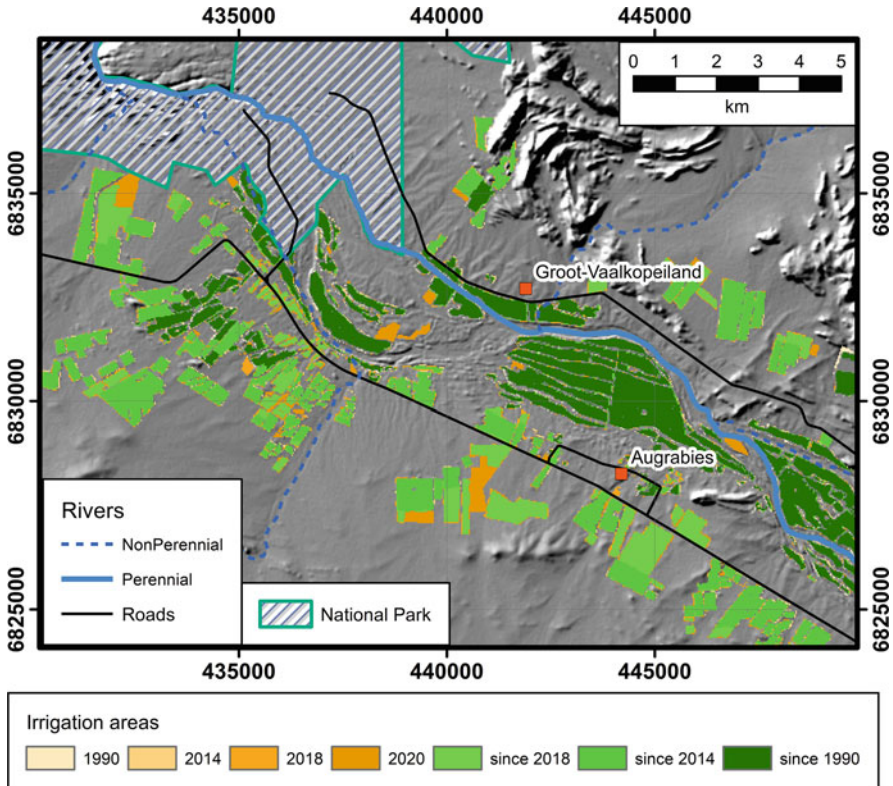 435000 440000 445000
0 1 2 3 4 5
km
6835000 6835000
Groot-Vaalkopeiland
6830000 6830000
Augrabies
Rivers
NonPerennial
Perennial
Roads
National Park
6825000 6825000
435000 440000 445000
Irrigation areas
1990 2014 2018 2020 since 2018 since 2014 since 1990